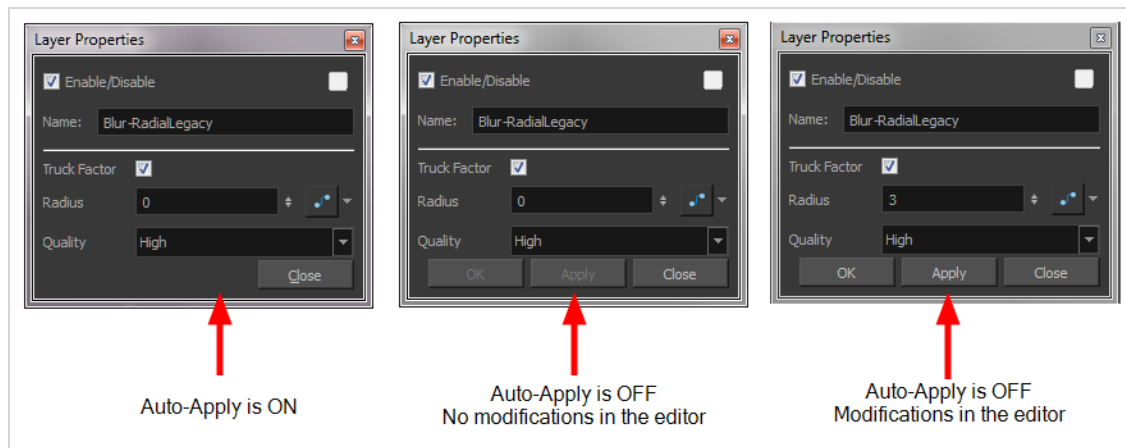 Layer Properties
Enable/Disable
Name: Blur-RadialLegacy
Truck Factor
Radius 0
Quality High
Close
Auto-Apply is ON
Layer Properties
Enable/Disable
Name: Blur-RadialLegacy
Truck Factor
Radius 0
Quality High
OK Apply Close
Auto-Apply is OFF
No modifications in the editor
Layer Properties
Enable/Disable
Name: Blur-RadialLegacy
Truck Factor
Radius 3
Quality High
OK Apply Close
Auto-Apply is OFF
Modifications in the editor